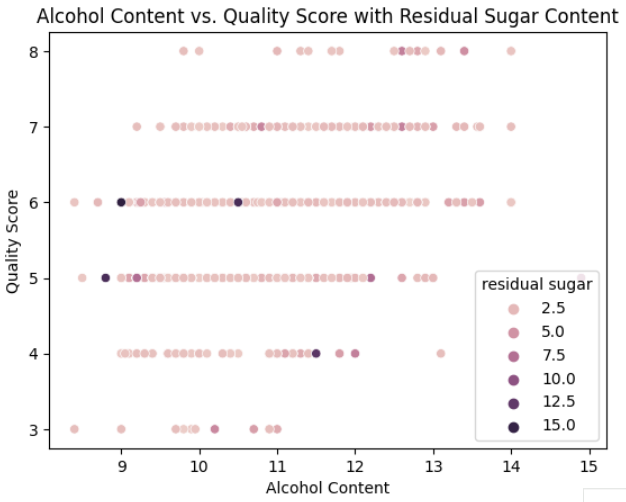 Alcohol Content vs. Quality Score with Residual Sugar Content
8
7
6
5
4
3
Quality Score
9 10 11 12 13 14 15
Alcohol Content
residual sugar
2.5
5.0
7.5
10.0
12.5
15.0